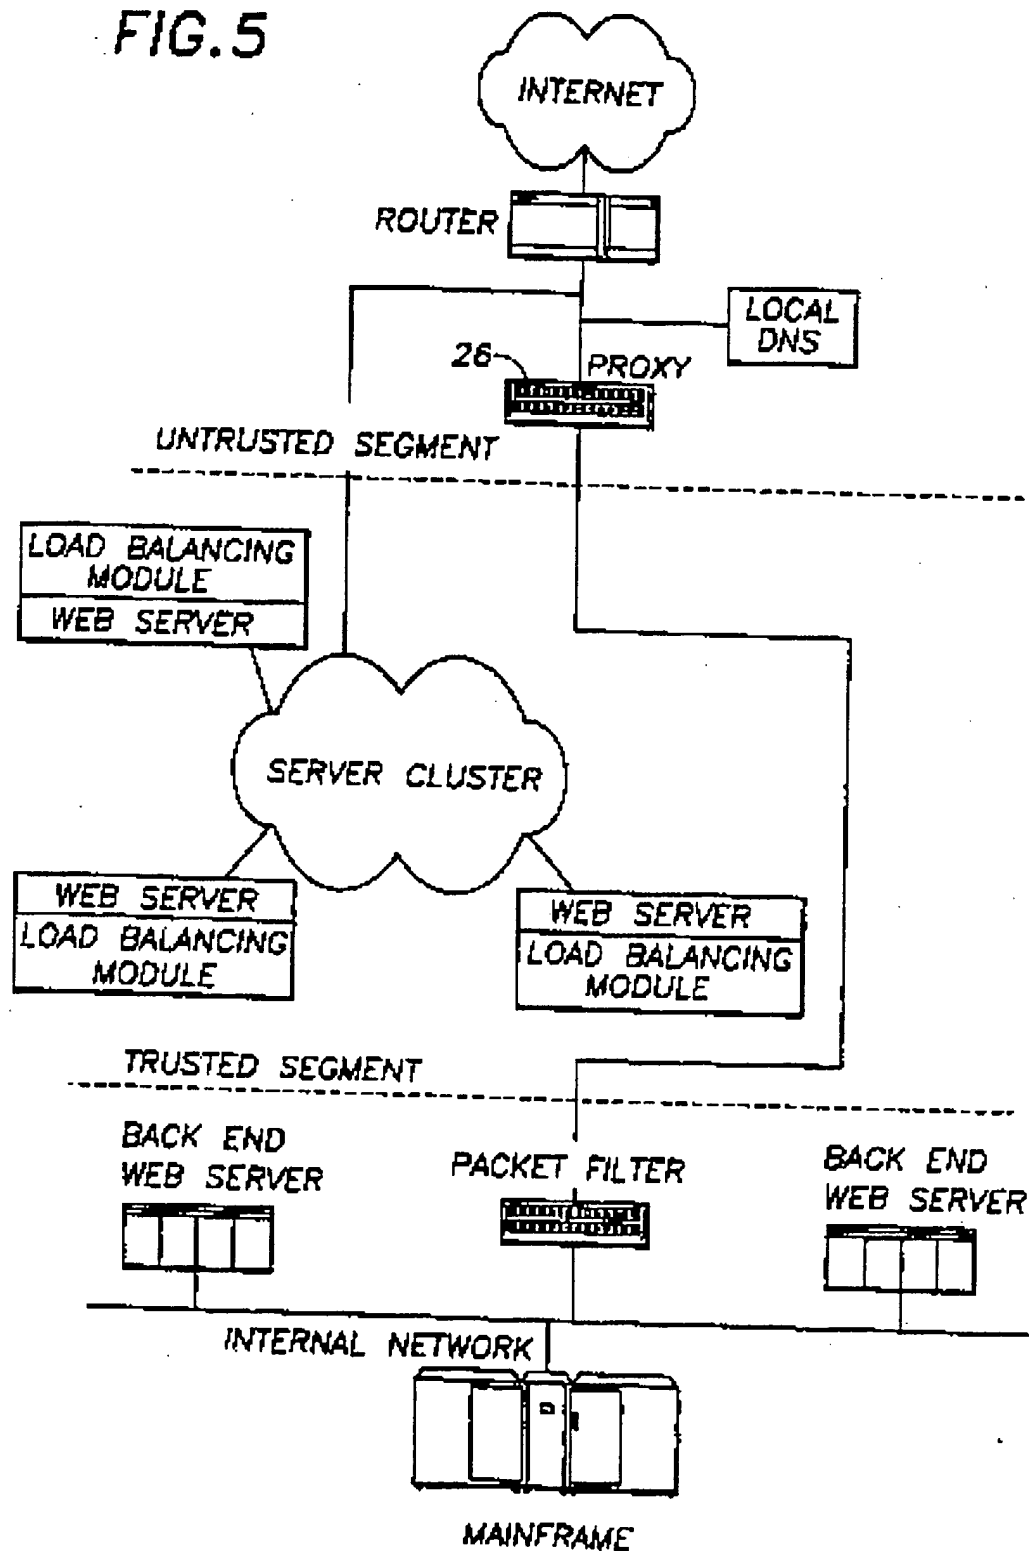 FIG.5
INTERNET
ROUTER
LOCAL
DNS
26
PROXY
UNTRUSTED SEGMENT
LOAD BALANCING
MODULE
WEB SERVER
SERVER CLUSTER
WEB SERVER
LOAD BALANCING
MODULE
WEB SERVER
LOAD BALANCING
MODULE
TRUSTED SEGMENT
BACK END
WEB SERVER
PACKET FILTER
BACK END
WEB SERVER
INTERNAL NETWORK
MAINFRAME